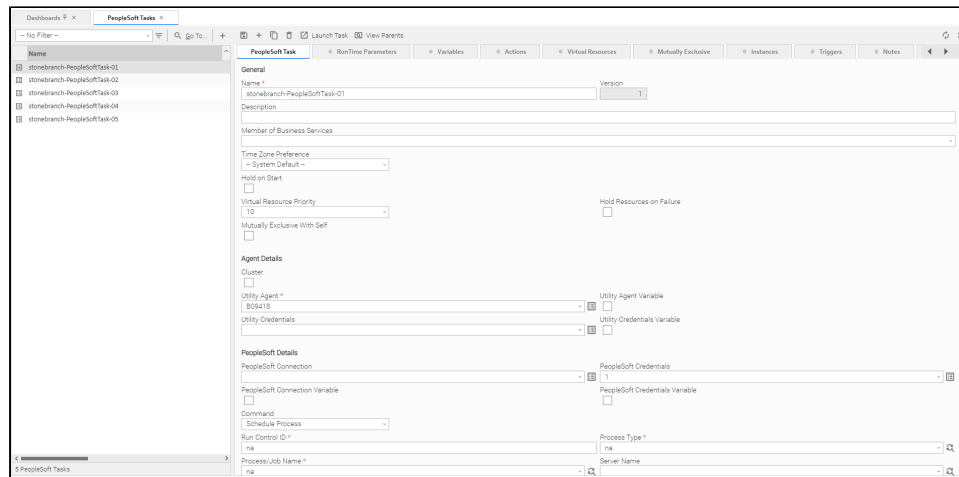 Dashboards
PeopleSoft Tasks
-- No Filter --
Go To...
Launch Task
View Parents
Name
stonebranch-PeopleSoftTask-01
stonebranch-PeopleSoftTask-02
stonebranch-PeopleSoftTask-03
stonebranch-PeopleSoftTask-04
stonebranch-PeopleSoftTask-05
5 PeopleSoft Tasks
PeopleSoft Task
RunTime Parameters
Variables
Actions
Virtual Resources
Mutually Exclusive
Instances
Triggers
Notes
General
Name *
Version
stonebranch-PeopleSoftTask-01
1
Description
Member of Business Services
Time Zone Preference
-- System Default --
Hold on Start
Virtual Resource Priority
Hold Resources on Failure
10
Mutually Exclusive With Self
Agent Details
Cluster
Utility Agent *
Utility Agent Variable
B09418
Utility Credentials
Utility Credentials Variable
PeopleSoft Details
PeopleSoft Connection
PeopleSoft Credentials
1
PeopleSoft Connection Variable
PeopleSoft Credentials Variable
Command
Schedule Process
Run Control ID *
Process Type *
na
na
Process/Job Name *
Server Name
na